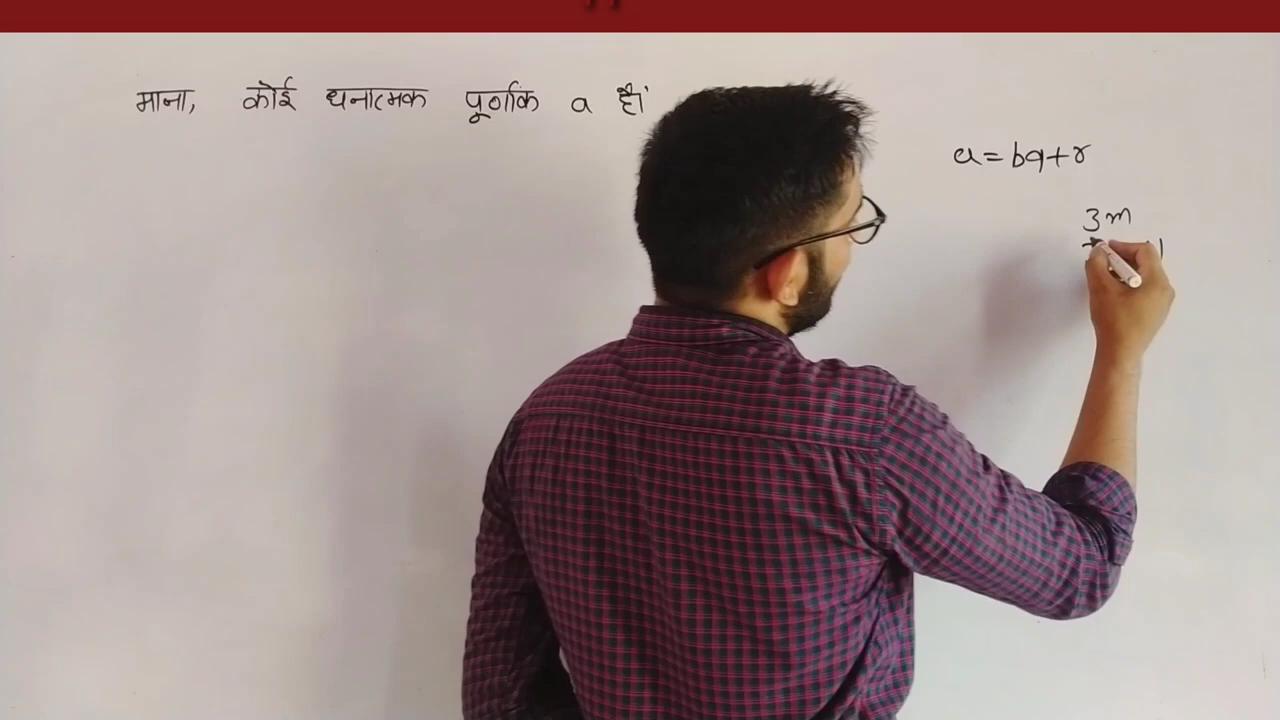 माना, कोई धनात्मक पूर्णांक a है।
a = bq + r
3m